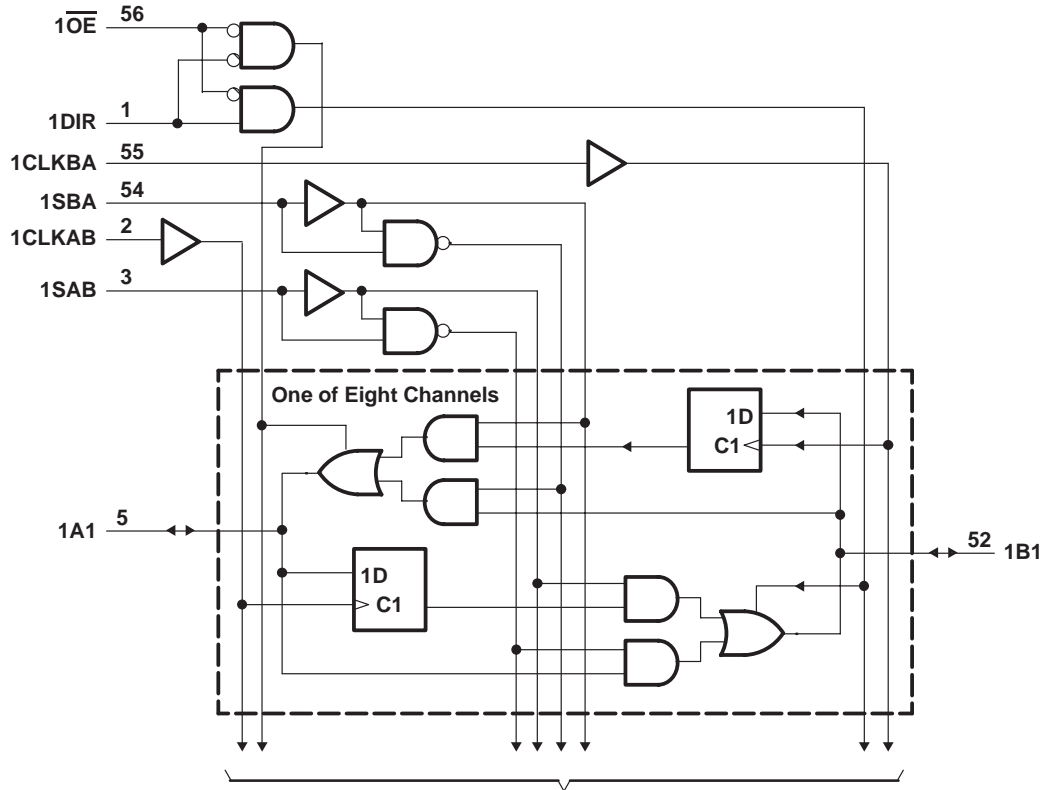 1O̅E̅ 56
1DIR 1
1CLKBA 55
1SBA 54
1CLKAB 2
1SAB 3
One of Eight Channels
1D
C1
1A1 5
52 1B1
1D
C1